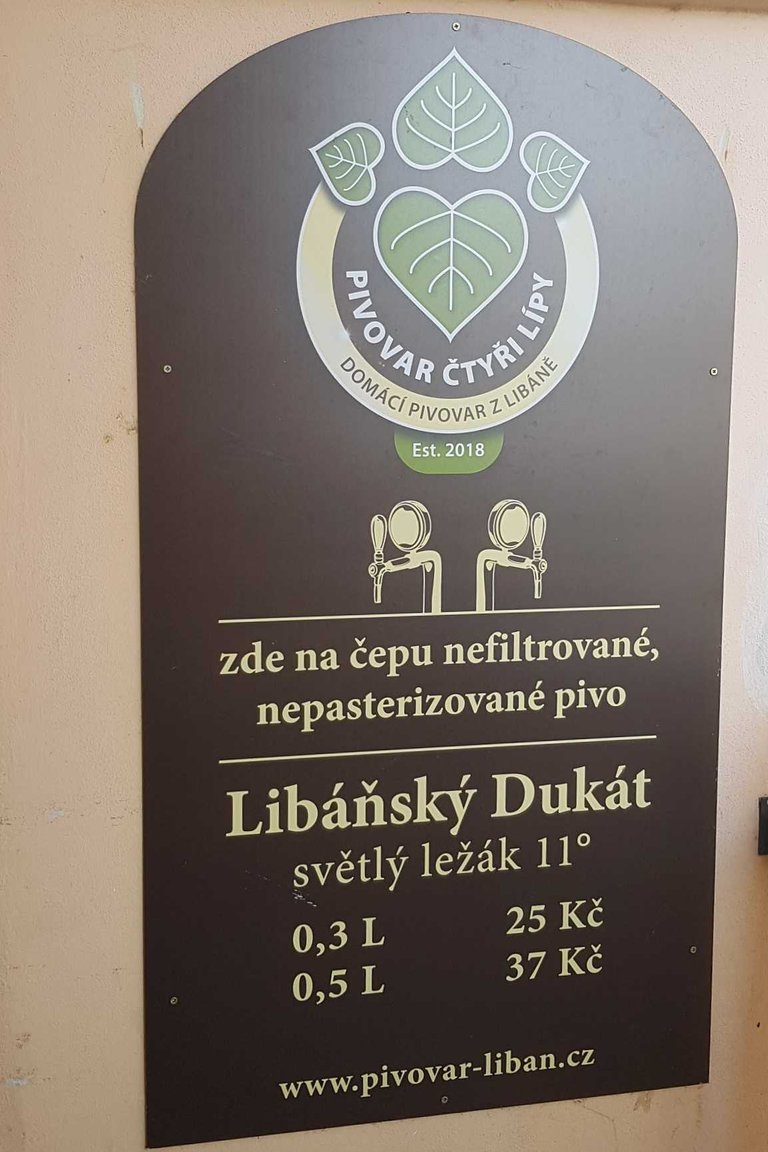 PIVOVAR ČTYŘI LÍPY
DOMÁCÍ PIVOVAR Z LIBÁNĚ
Est. 2018
zde na čepu nefiltrované,
nepasterizované pivo
Libáňský Dukát
světlý ležák 11°
0,3 L 25 Kč
0,5 L 37 Kč
www.pivovar-liban.cz